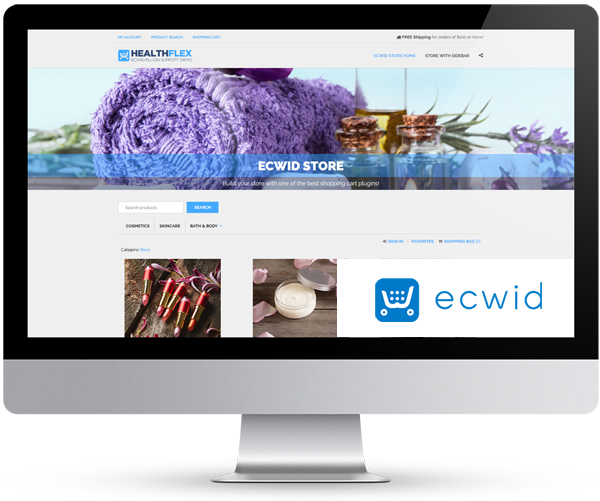 MY ACCOUNT PRODUCT SEARCH SHOPPING CART
FREE Shipping for orders of $100 or more!
HEALTHFLEX
ECWID PLUGIN SUPPORT DEMO
ECWID STORE HOME STORE WITH SIDEBAR
ECWID STORE
Build your store with one of the best shopping cart plugins!
Search products SEARCH
COSMETICS SKINCARE BATH & BODY
SIGN IN FAVORITES SHOPPING BAG
Category: Store
ecwid